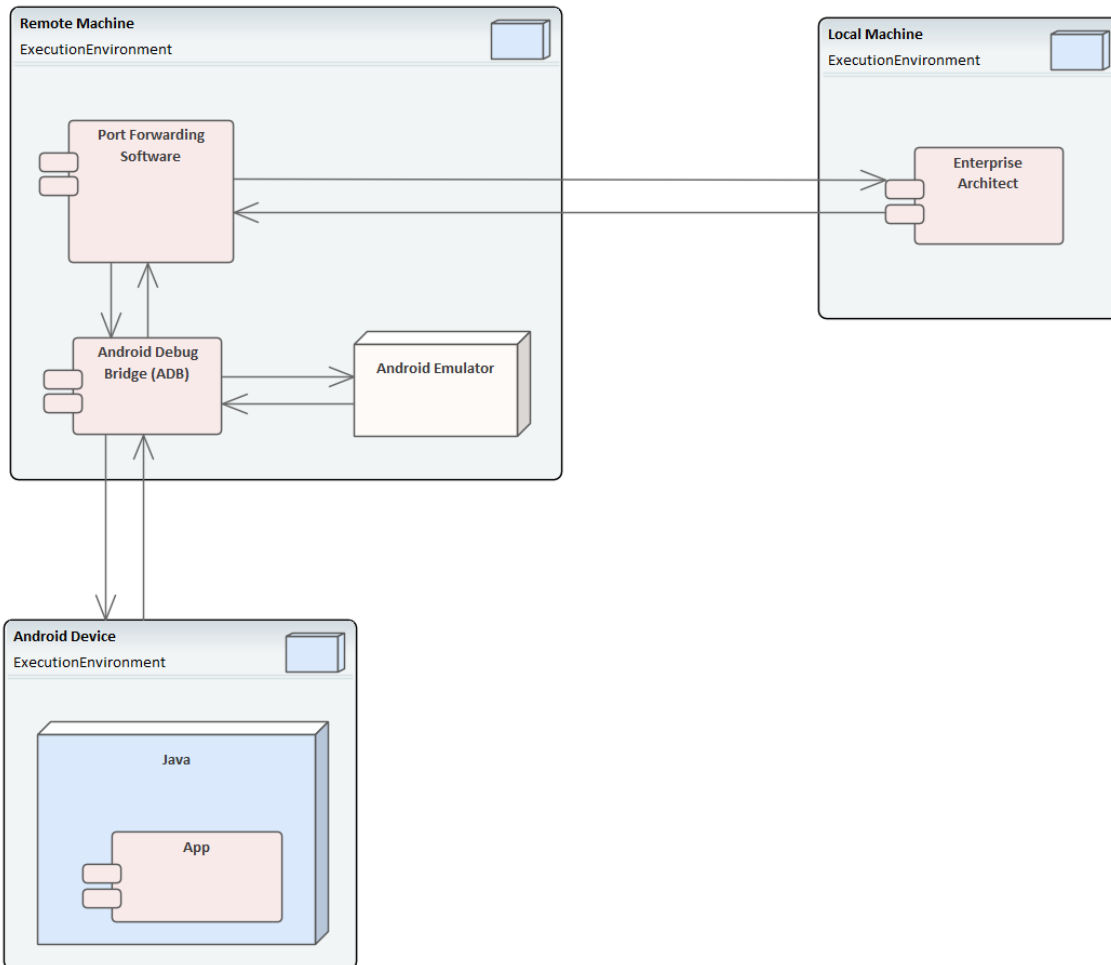 Remote Machine
ExecutionEnvironment
Port Forwarding
Software
Android Debug
Bridge (ADB)
Android Emulator
Local Machine
ExecutionEnvironment
Enterprise
Architect
Android Device
ExecutionEnvironment
Java
App